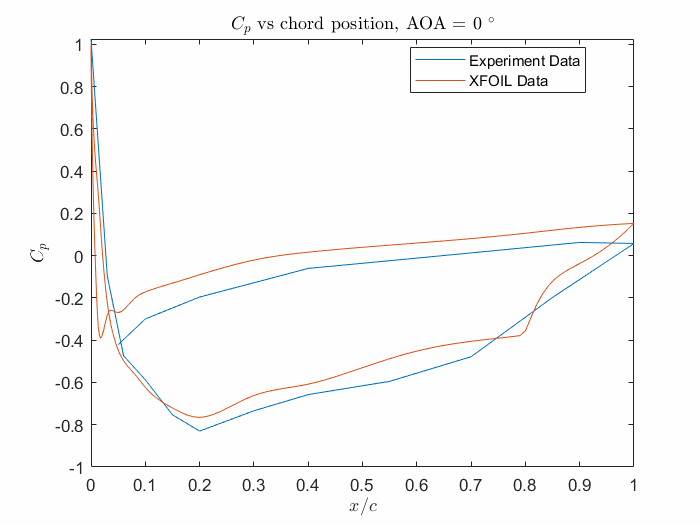 C_p vs chord position, AOA = 0 °
Experiment Data
XFOIL Data
1
0.8
0.6
0.4
0.2
0
-0.2
-0.4
-0.6
-0.8
-1
C_p
0 0.1 0.2 0.3 0.4 0.5 0.6 0.7 0.8 0.9 1
x/c